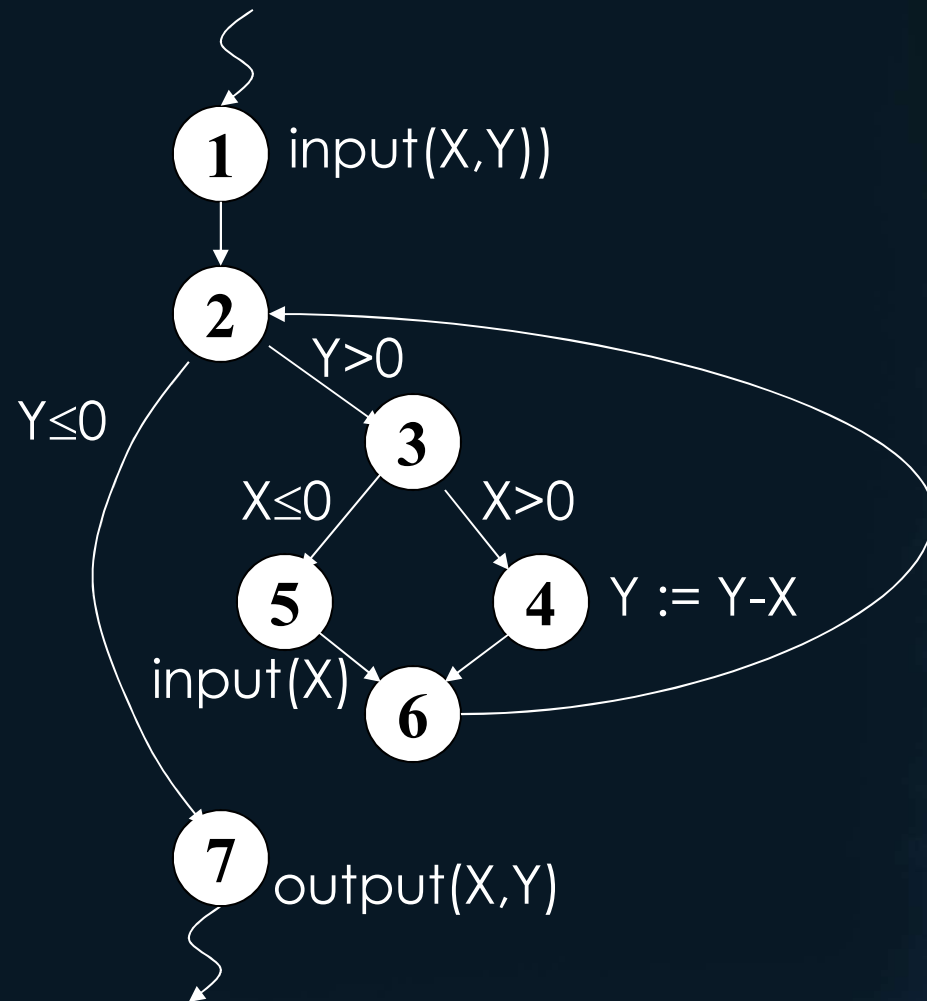 1 input(X,Y))
2
Y>0
Y≤0
3
X≤0 X>0
5 4 Y := Y-X
input(X)
6
7
output(X,Y)